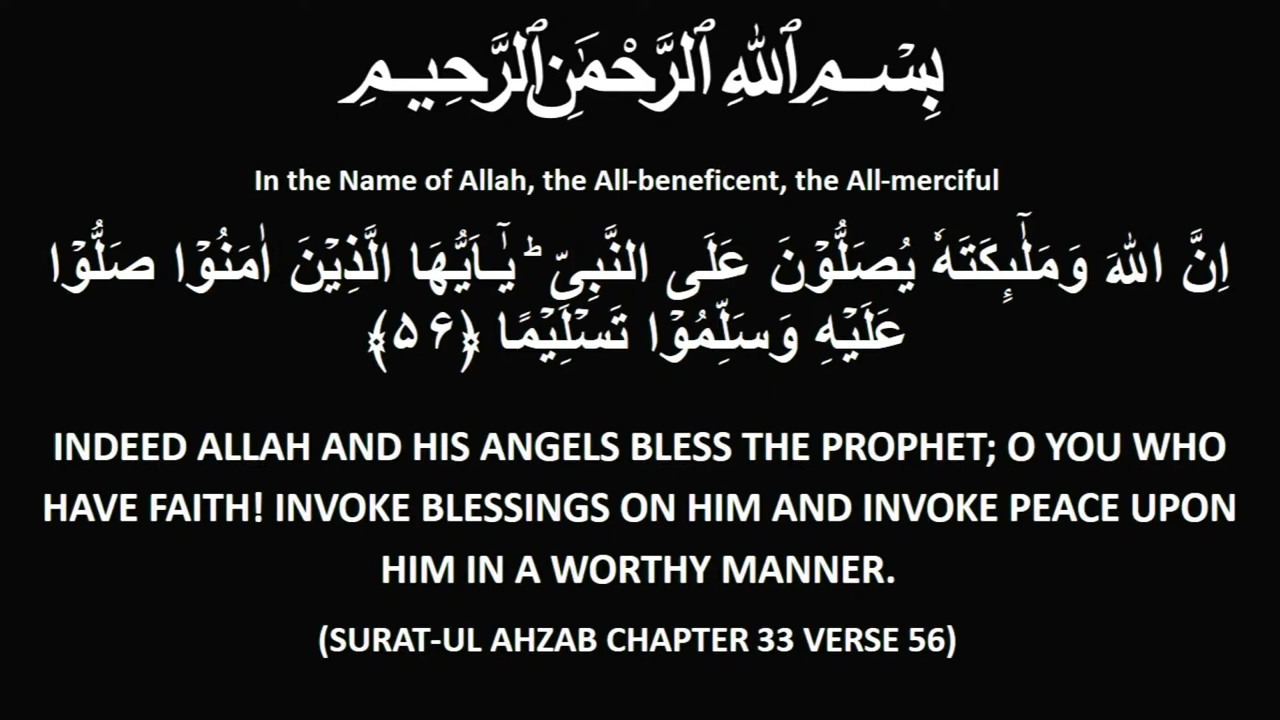 بِسْمِ ٱللَّهِ ٱلرَّحْمَٰنِ ٱلرَّحِيمِ
In the Name of Allah, the All-beneficent, the All-merciful
اِنَّ اللّٰهَ وَمَلٰٓىِٕكَتَهٗ يُصَلُّوْنَ عَلَى النَّبِىِّ ؕ يٰۤـاَيُّهَا الَّذِيْنَ اٰمَنُوْا صَلُّوْا
عَلَيْهِ وَسَلِّمُوْا تَسْلِيْمًا ﴿۵۶﴾
INDEED ALLAH AND HIS ANGELS BLESS THE PROPHET; O YOU WHO
HAVE FAITH! INVOKE BLESSINGS ON HIM AND INVOKE PEACE UPON
HIM IN A WORTHY MANNER.
(SURAT-UL AHZAB CHAPTER 33 VERSE 56)